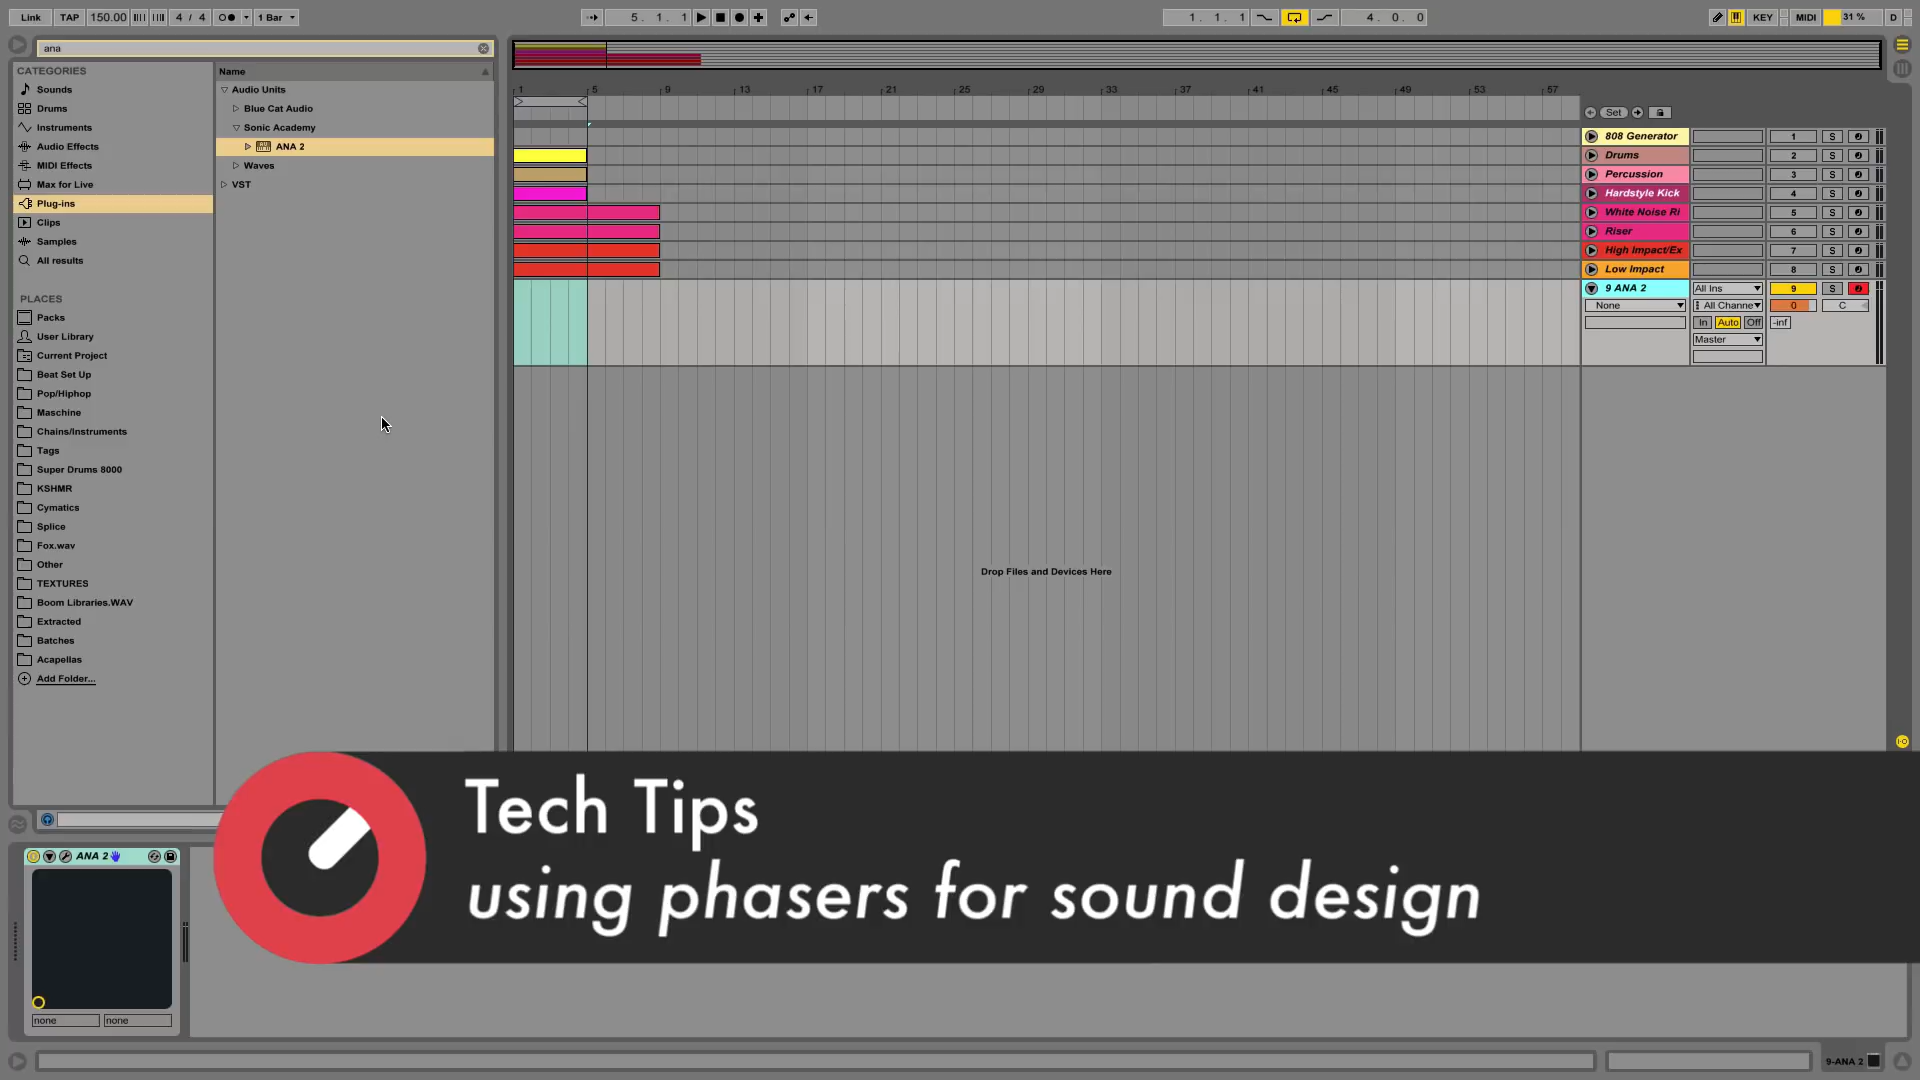 Link TAP 150.00 4 / 4 1 Bar 5. 1. 1 1. 1. 1 4. 0. 0 KEY MIDI 31 % D
ana
CATEGORIES
Sounds
Drums
Instruments
Audio Effects
MIDI Effects
Max for Live
Plug-ins
Clips
Samples
All results
PLACES
Packs
User Library
Current Project
Beat Set Up
Pop/Hiphop
Maschine
Chains/Instruments
Tags
Super Drums 8000
KSHMR
Cymatics
Splice
Fox.wav
Other
TEXTURES
Boom Libraries.WAV
Extracted
Batches
Acapellas
Add Folder...
Name
Audio Units
Blue Cat Audio
Sonic Academy
ANA 2
Waves
VST
1 5 9 13 17 21 25 29 33 37 41 45 49 53 57
Set
808 Generator 1 S
Drums 2 S
Percussion 3 S
Hardstyle Kick 4 S
White Noise Ri 5 S
Riser 6 S
High Impact/Ex 7 S
Low Impact 8 S
9 ANA 2 All Ins 9 S
None All Channe 0 C
In Auto Off -inf
Master
Drop Files and Devices Here
Tech Tips
using phasers for sound design
ANA 2
none none
9-ANA 2